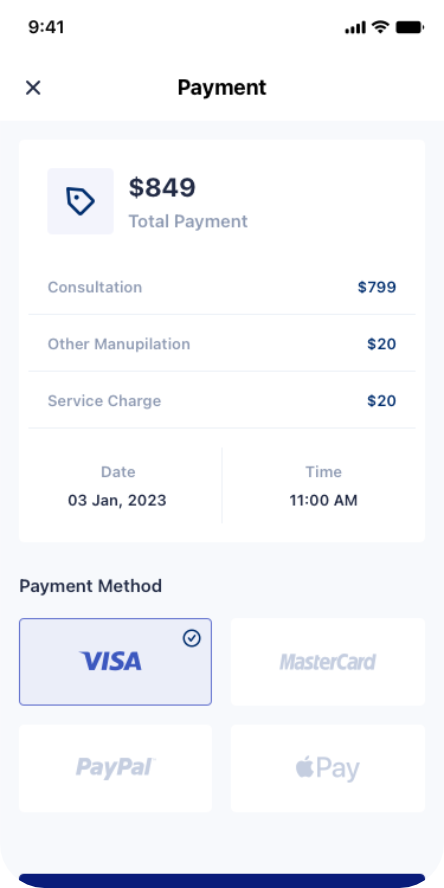 9:41
Payment
$849
Total Payment
Consultation $799
Other Manupilation $20
Service Charge $20
Date Time
03 Jan, 2023 11:00 AM
Payment Method
VISA MasterCard
PayPal Pay